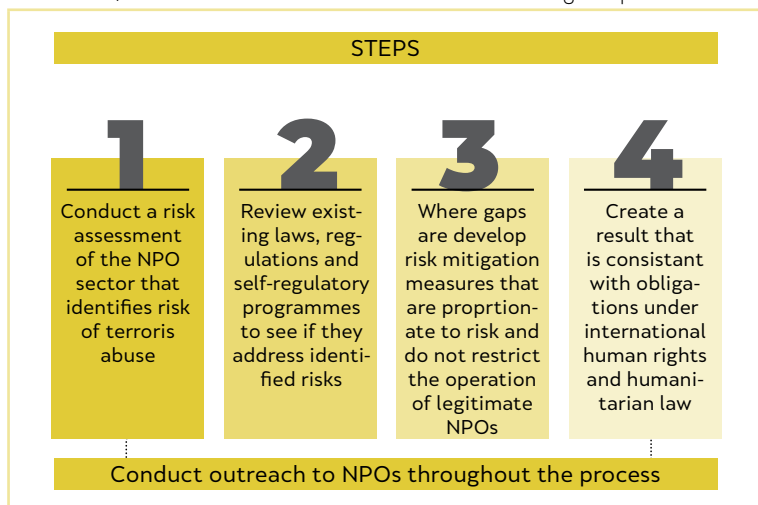 STEPS
1
Conduct a risk
assessment
of the NPO
sector that
identifies risk
of terroris
abuse
2
Review exist-
ing laws, reg-
ulations and
self-regulatory
programmes
to see if they
address identi-
fied risks
3
Where gaps
are develop
risk mitigation
measures that
are proprtion-
ate to risk and
do not restrict
the operation
of legitimate
NPOs
4
Create a
result that
is consistant
with obliga-
tions under
international
human rights
and humani-
tarian law
Conduct outreach to NPOs throughout the process